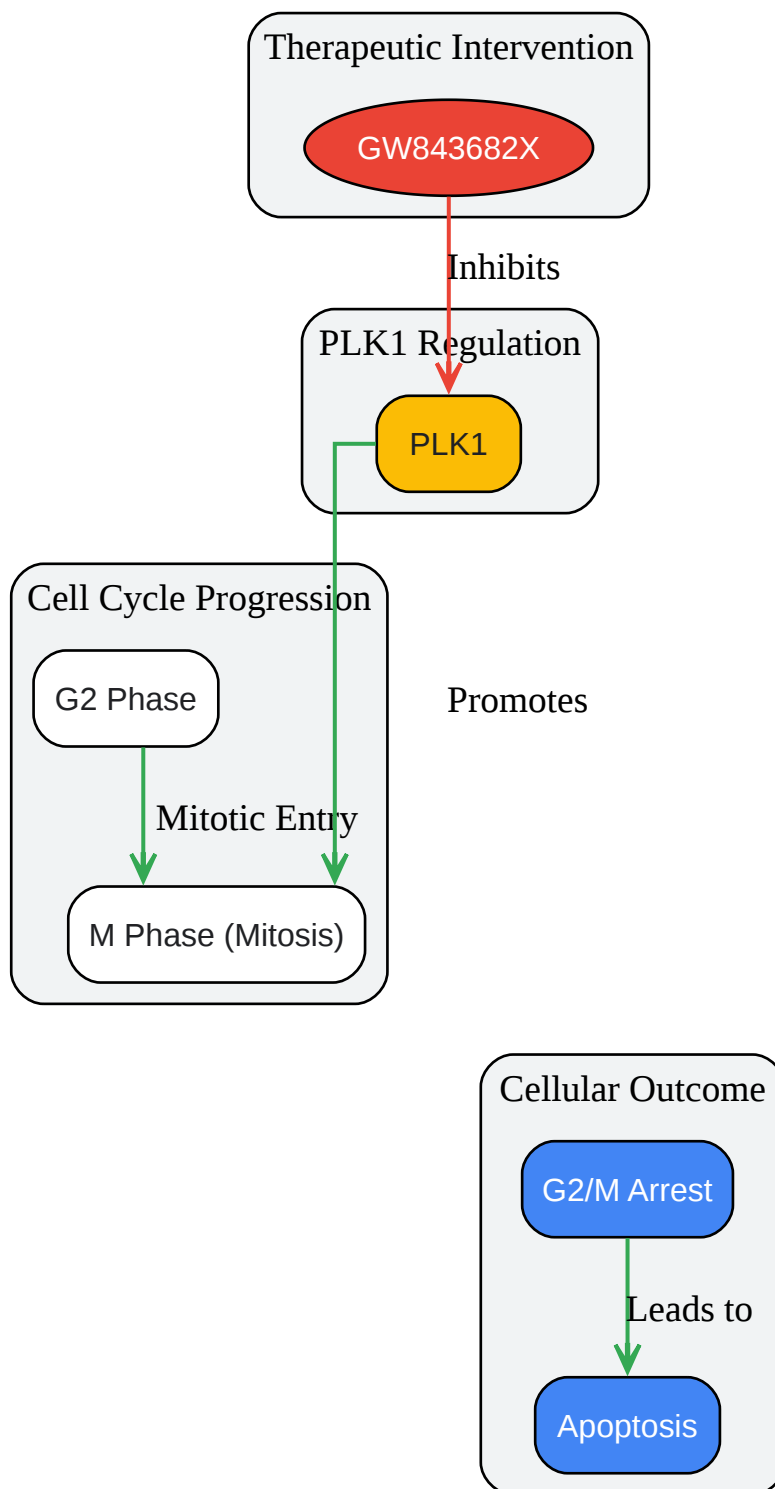 Therapeutic Intervention
GW843682X
Inhibits
PLK1 Regulation
PLK1
Cell Cycle Progression
G2 Phase
Promotes
Mitotic Entry
M Phase (Mitosis)
Cellular Outcome
G2/M Arrest
Leads to
Apoptosis